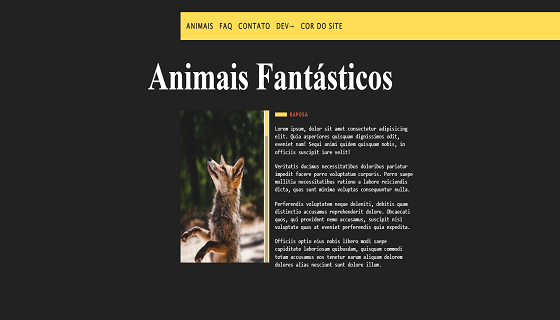 ANIMAIS FAQ CONTATO DEV→ COR DO SITE
Animais Fantásticos
RAPOSA
Lorem ipsum, dolor sit amet consectetur adipisicing
elit. Quia asperiores quisquam dignissimos odit,
eveniet nam! Sequi animi quidem quisquam nobis, in
officiis suscipit iure velit!
Veritatis ducimus necessitatibus doloribus pariatur
impedit facere porro voluptatum corporis. Porro saepe
mollitia necessitatibus ratione a labore reiciendis
dicta, quos sunt minima voluptas consequuntur nulla.
Perferendis voluptatem neque deleniti, debitis quam
distinctio accusamus reprehenderit dolore. Obcaecati
quos, qui provident nemo accusamus, suscipit nisi
voluptate quas at eveniet perferendis quia expedita.
Officiis optio eius nobis libero modi saepe
cupiditate laboriosam quibusdam, quisquam commodi
totam accusamus eos tenetur earum aliquam dolorem
dolores alias nesciunt sunt dolore illum.